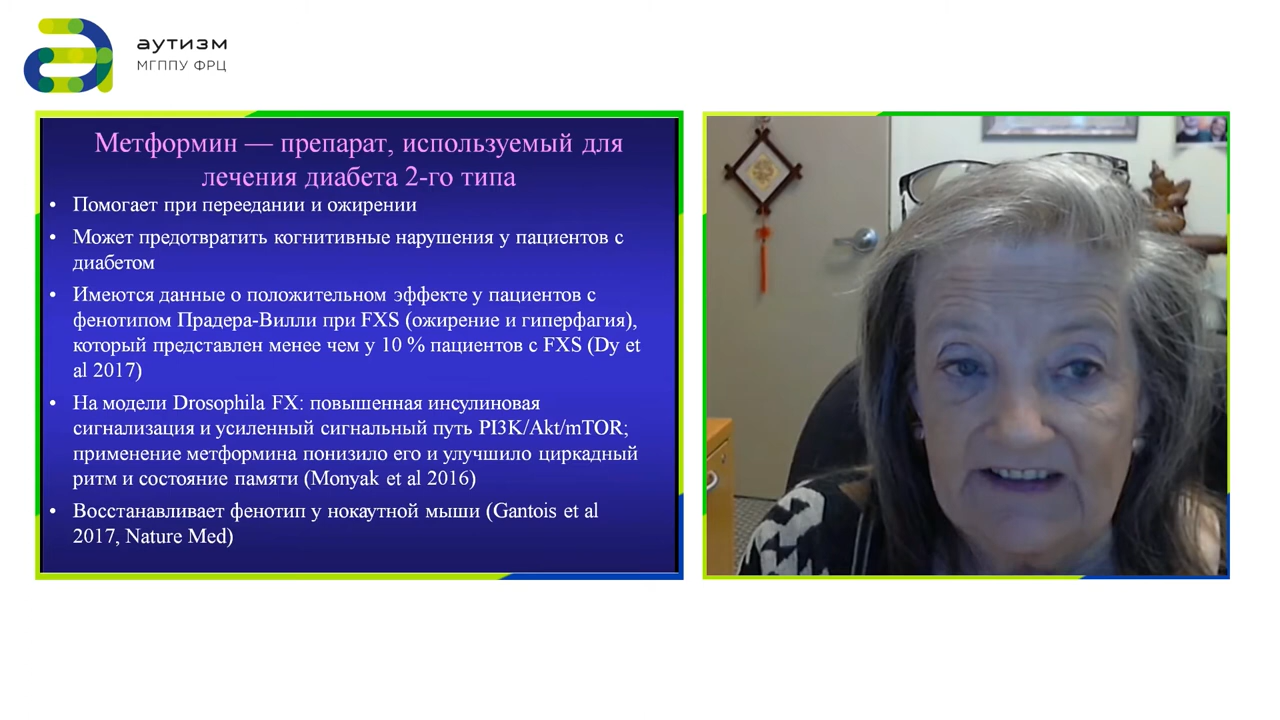 аутизм
МГППУ ФРЦ
Метформин — препарат, используемый для
лечения диабета 2-го типа
• Помогает при переедании и ожирении
• Может предотвратить когнитивные нарушения у пациентов с
диабетом
• Имеются данные о положительном эффекте у пациентов с
фенотипом Прадера-Вилли при FXS (ожирение и гиперфагия),
который представлен менее чем у 10 % пациентов с FXS (Dy et
al 2017)
• На модели Drosophila FX: повышенная инсулиновая
сигнализация и усиленный сигнальный путь PI3K/Akt/mTOR;
применение метформина понизило его и улучшило циркадный
ритм и состояние памяти (Monyak et al 2016)
• Восстанавливает фенотип у нокаутной мыши (Gantois et al
2017, Nature Med)